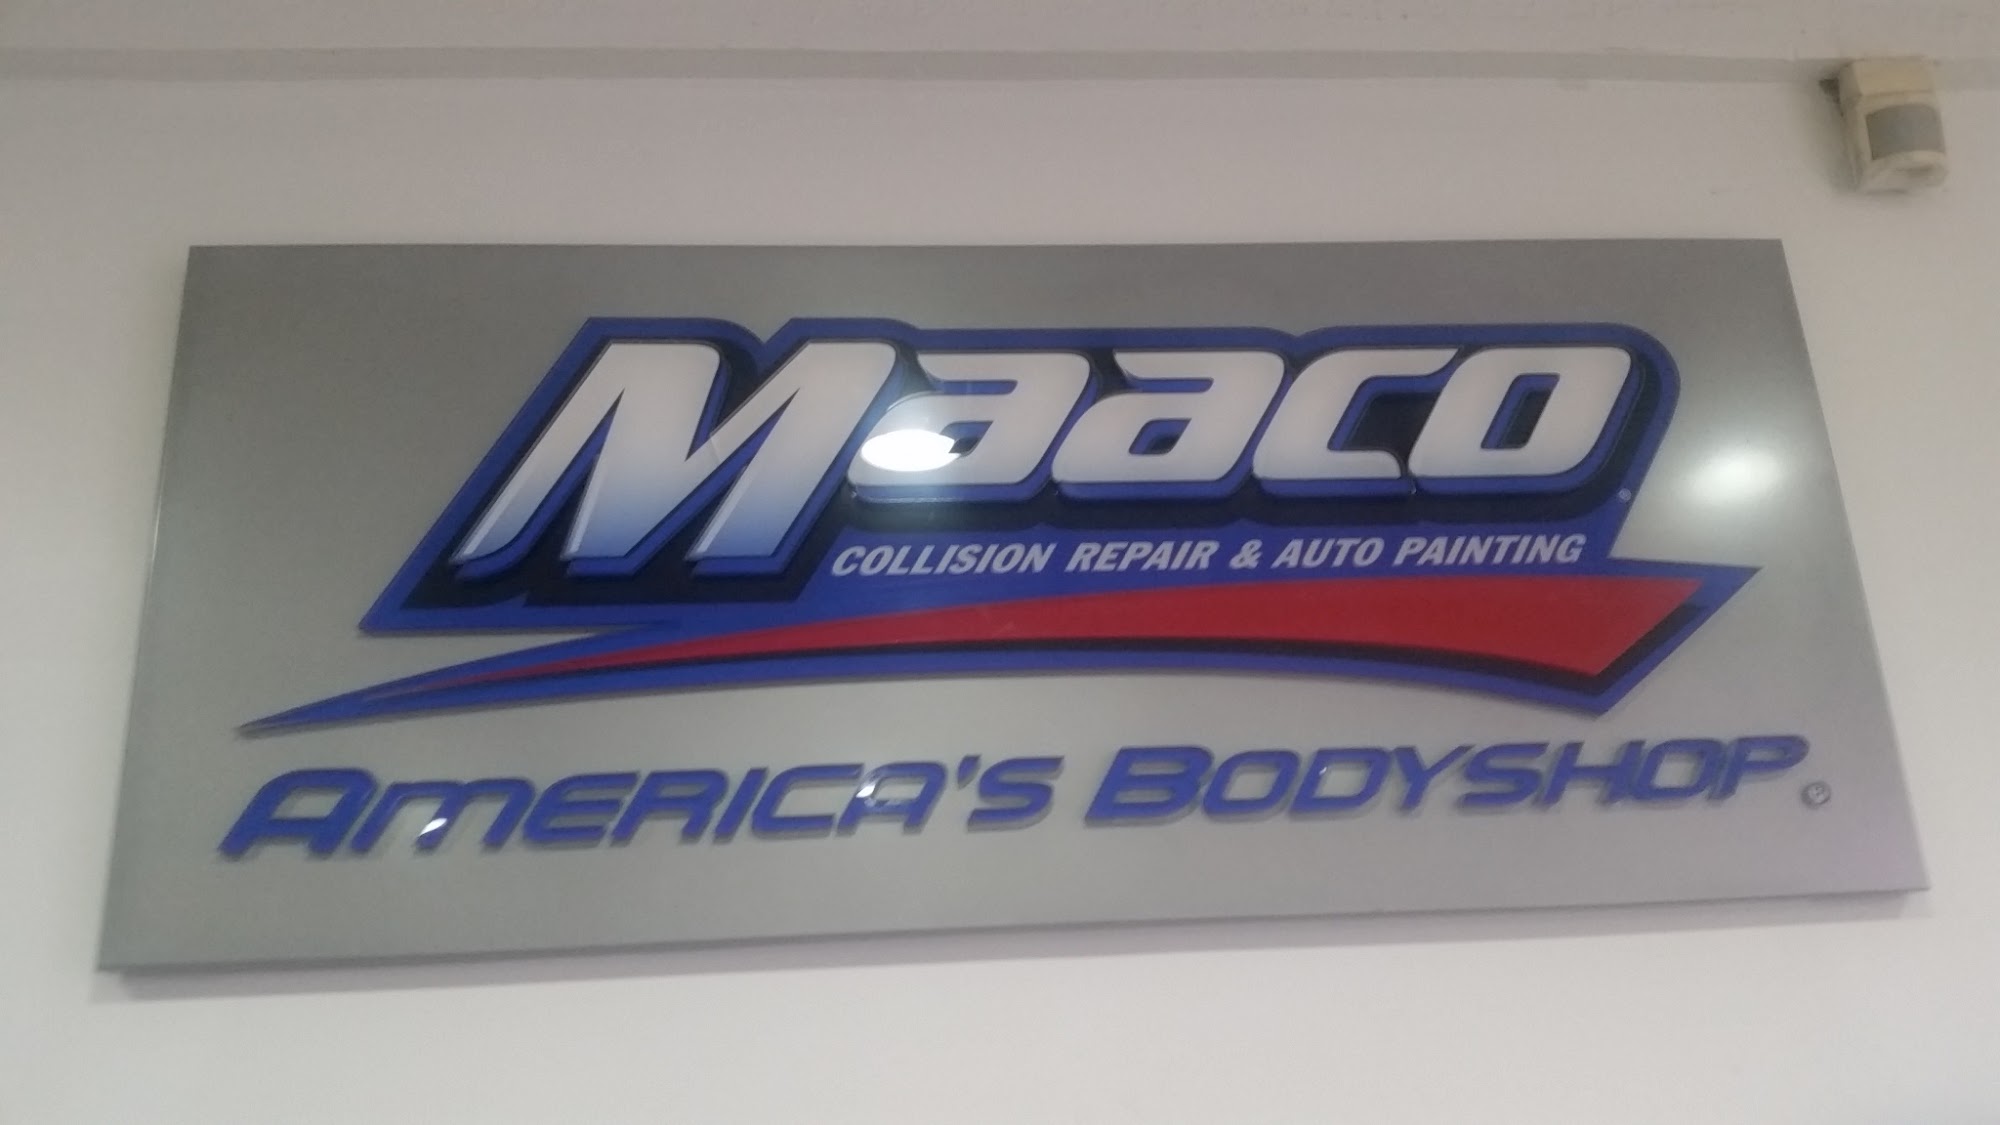 Maaco®
COLLISION REPAIR & AUTO PAINTING
AMERICA'S BODYSHOP®